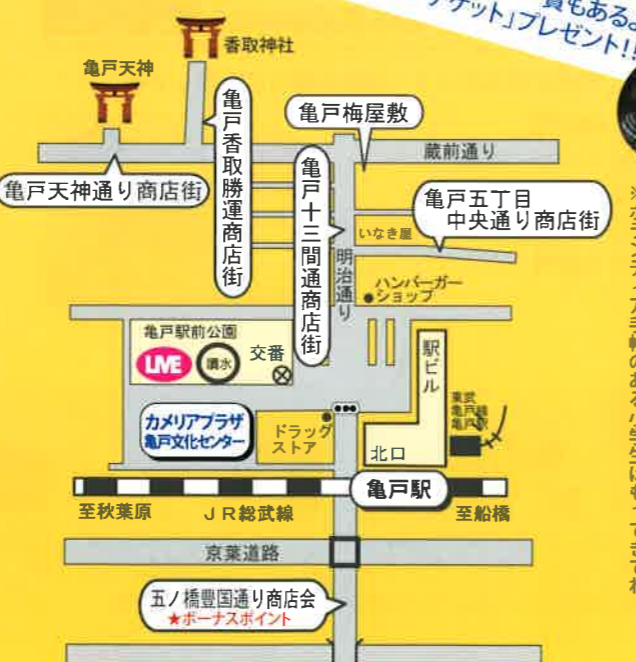 賞もあるよ
チケット」プレゼント!!
香取神社
亀戸天神
亀戸梅屋敷
蔵前通り
亀戸天神通り商店街
亀戸香取勝運商店街
亀戸十三間通商店街
亀戸五丁目
中央通り商店街
いなき屋
明治通り
ハンバーガー
ショップ
亀戸駅前公園
LIVE
噴水
交番
駅ビル
カメリアプラザ
亀戸文化センター
ドラッグ
ストア
北口
東武
亀戸線
亀戸駅
亀戸駅
至秋葉原
JR総武線
至船橋
京葉道路
五ノ橋豊国通り商店会
★ボーナスポイント